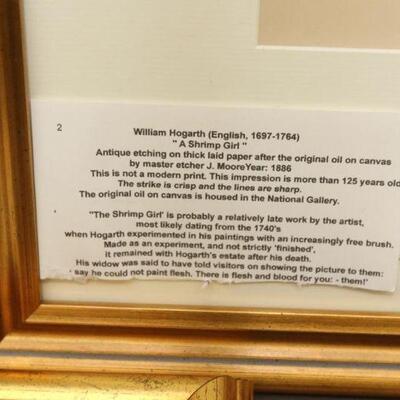 2
William Hogarth (English, 1697-1764)
" A Shrimp Girl "
Antique etching on thick laid paper after the original oil on canvas
by master etcher J. MooreYear: 1886
This is not a modern print. This impression is more than 125 years old
The strike is crisp and the lines are sharp.
The original oil on canvas is housed in the National Gallery.
"The Shrimp Girl' is probably a relatively late work by the artist,
most likely dating from the 1740's
when Hogarth experimented in his paintings with an increasingly free brush.
Made as an experiment, and not strictly 'finished',
it remained with Hogarth's estate after his death.
His widow was said to have told visitors on showing the picture to them:
' say he could not paint flesh. There is flesh and blood for you: - them!'